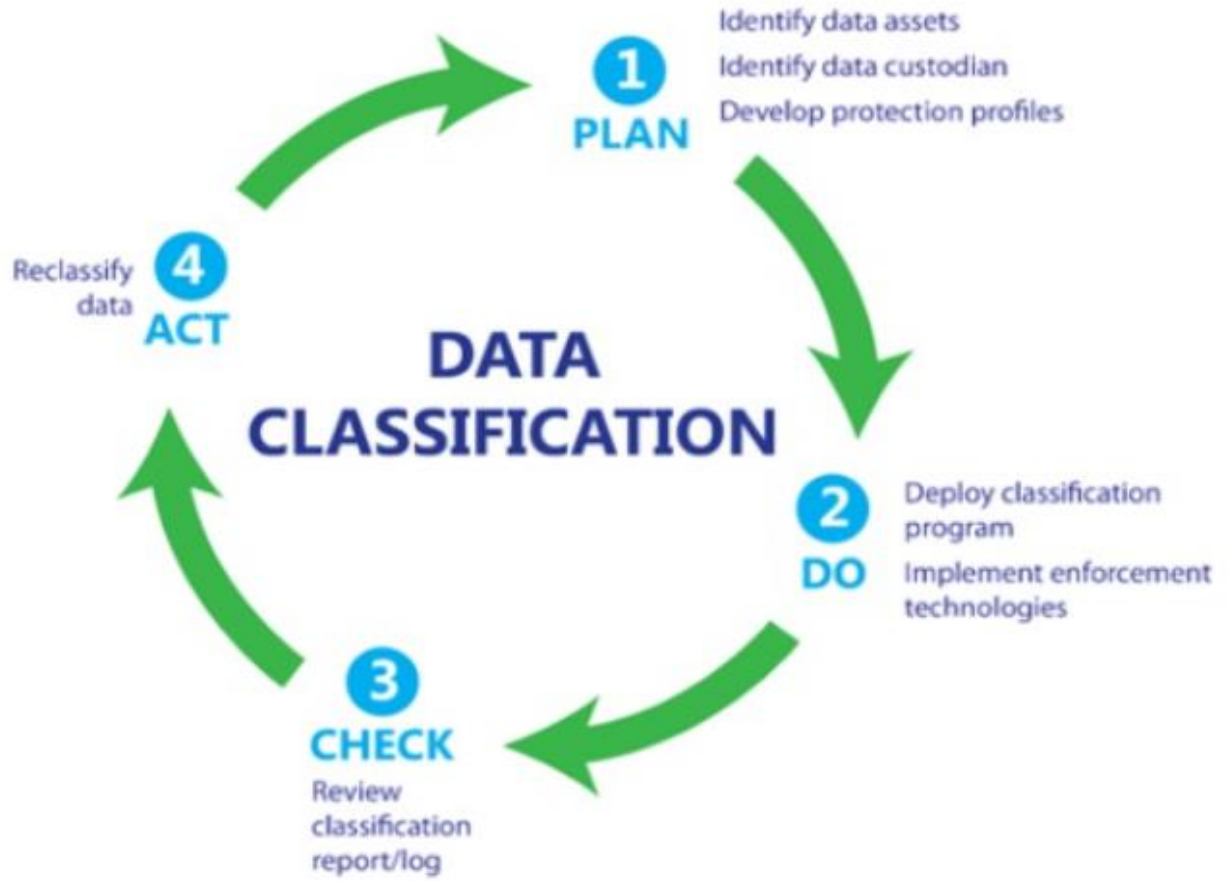 1
PLAN
Identify data assets
Identify data custodian
Develop protection profiles
4
ACT
Reclassify
data
DATA
CLASSIFICATION
2
DO
Deploy classification
program
Implement enforcement
technologies
3
CHECK
Review
classification
report/log